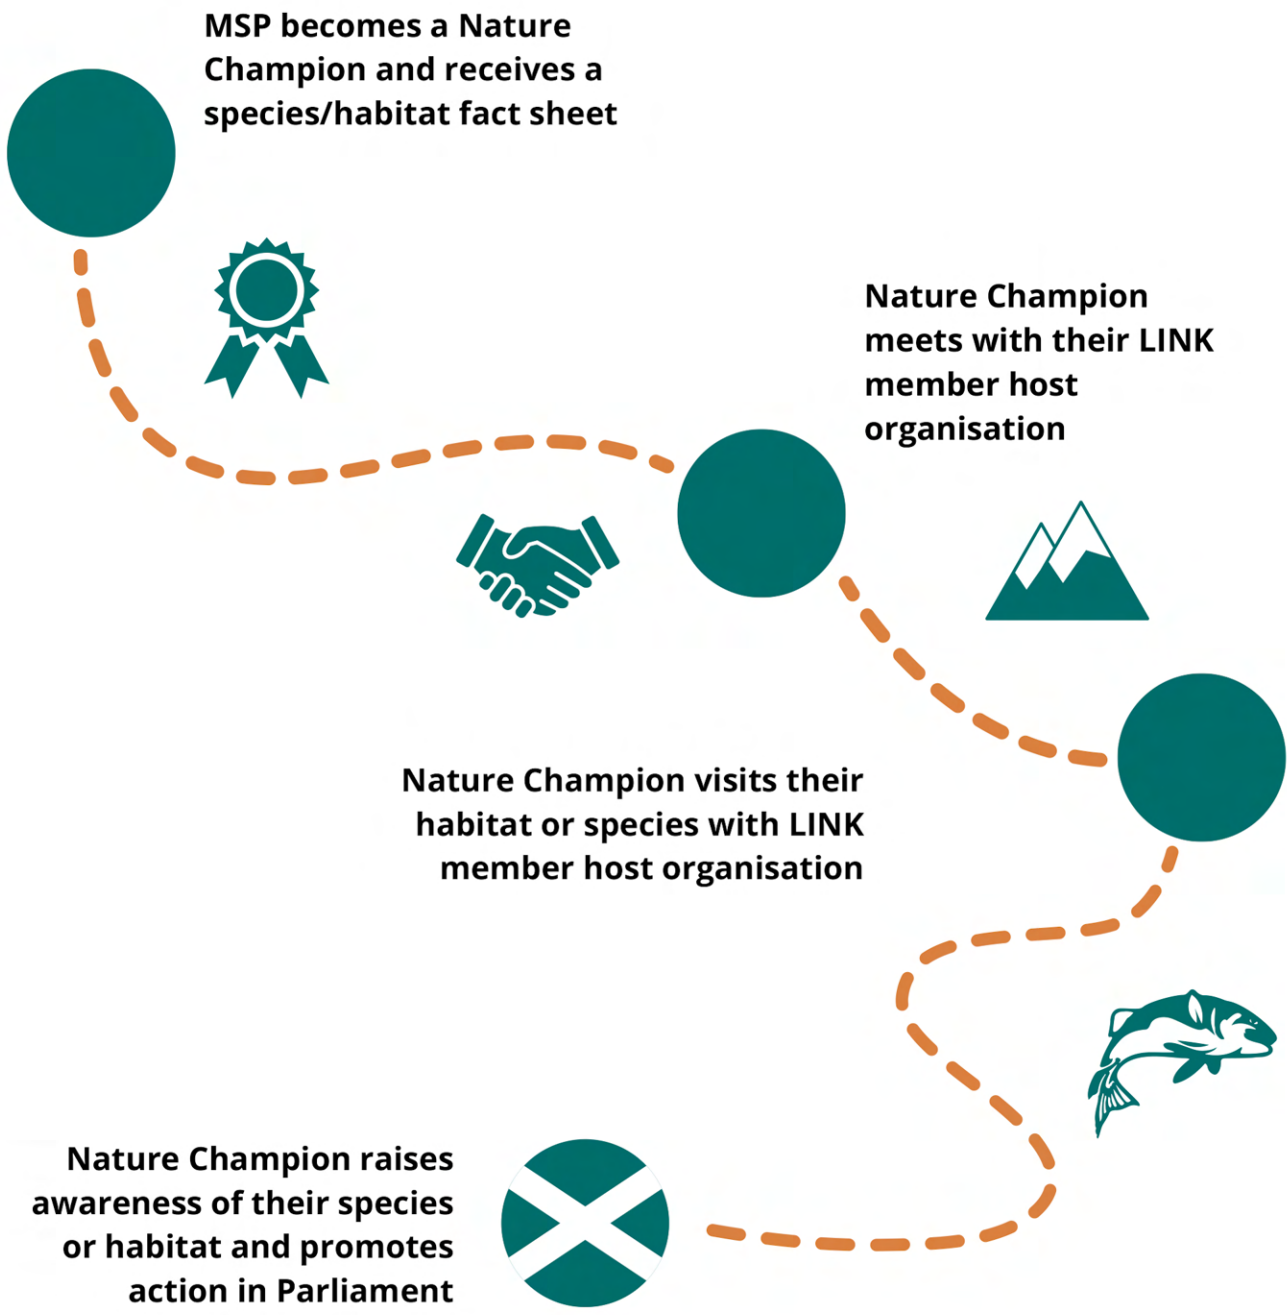 MSP becomes a Nature
Champion and receives a
species/habitat fact sheet
Nature Champion
meets with their LINK
member host
organisation
Nature Champion visits their
habitat or species with LINK
member host organisation
Nature Champion raises
awareness of their species
or habitat and promotes
action in Parliament